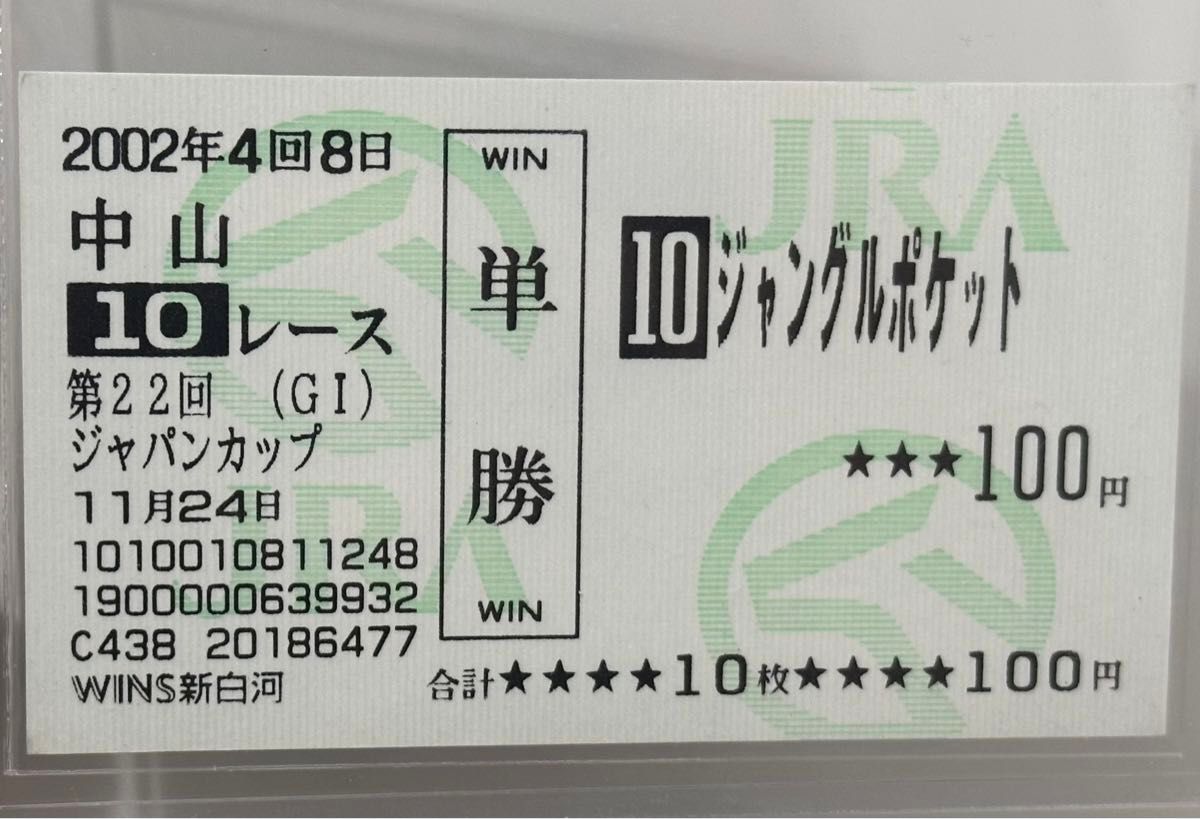 2002年4回8日
中山
10レース
第22回 (GI)
ジャパンカップ
11月24日
1010010811248
1900000639932
C438 20186477
WINS新白河
WIN
単勝
WIN
JRA
10ジャングルポケット
★★★100円
JRA
合計★★★★10枚★★★★100円